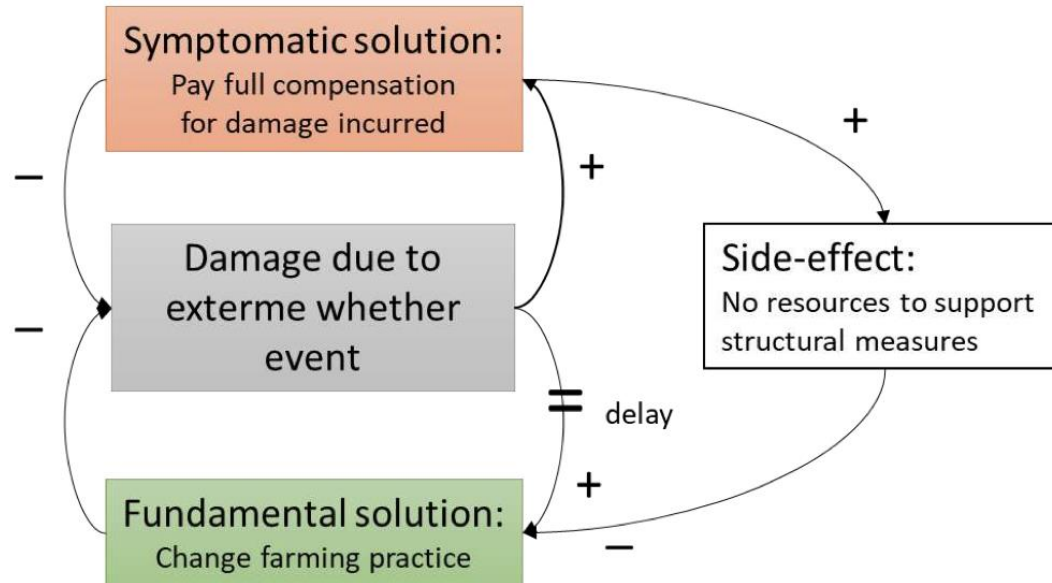 Symptomatic solution:
Pay full compensation
for damage incurred
+
–
+
Damage due to
exterme whether
event
Side-effect:
No resources to support
structural measures
–
=
delay
+
Fundamental solution:
Change farming practice
–